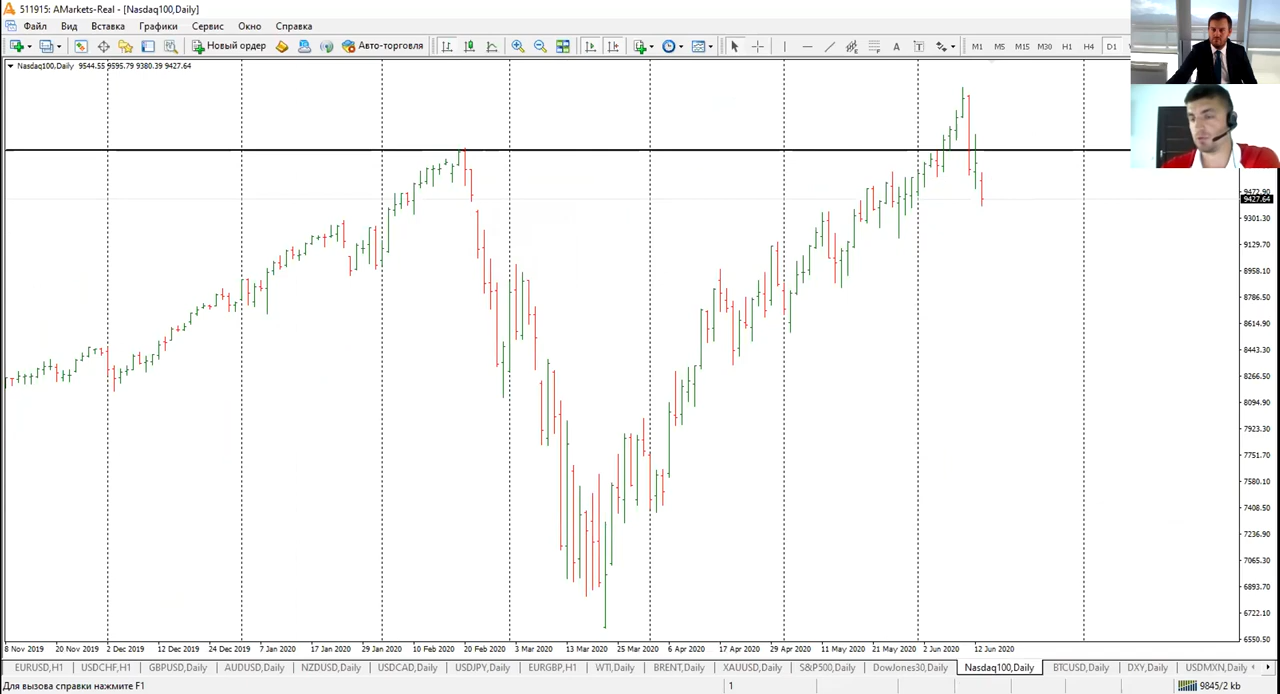 511915: AMarkets-Real - [Nasdaq100,Daily]
Файл Вид Вставка Графики Сервис Окно Справка
Новый ордер Авто-торговля A T M1 M5 M15 M30 H1 H4 D1
Nasdaq100,Daily 9544.55 9595.79 9380.39 9427.64
9472.90
9427.64
9301.30
9129.70
8958.10
8786.50
8614.90
8443.30
8266.50
8094.90
7923.30
7751.70
7580.10
7408.50
7236.90
7065.30
6893.70
6722.10
6550.50
8 Nov 2019 20 Nov 2019 2 Dec 2019 12 Dec 2019 24 Dec 2019 7 Jan 2020 17 Jan 2020 29 Jan 2020 10 Feb 2020 20 Feb 2020 3 Mar 2020 13 Mar 2020 25 Mar 2020 6 Apr 2020 17 Apr 2020 29 Apr 2020 11 May 2020 21 May 2020 2 Jun 2020 12 Jun 2020
EURUSD,H1 USDCHF,H1 GBPUSD,Daily AUDUSD,Daily NZDUSD,Daily USDCAD,Daily USDJPY,Daily EURGBP,H1 WTI,Daily BRENT,Daily XAUUSD,Daily S&P500,Daily DowJones30,Daily Nasdaq100,Daily BTCUSD,Daily DXY,Daily USDMXN,Daily
Для вызова справки нажмите F1 1 9845/2 kb